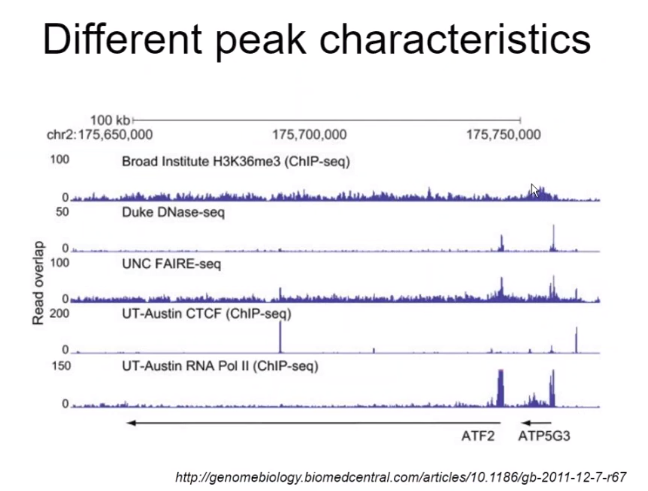 Different peak characteristics
100 kb
chr2: 175,650,000 175,700,000 175,750,000
100 Broad Institute H3K36me3 (ChIP-seq)
0
50 Duke DNase-seq
0
100 UNC FAIRE-seq
0
200 UT-Austin CTCF (ChIP-seq)
0
150 UT-Austin RNA Pol II (ChIP-seq)
0
Read overlap
ATF2 ATP5G3
http://genomebiology.biomedcentral.com/articles/10.1186/gb-2011-12-7-r67